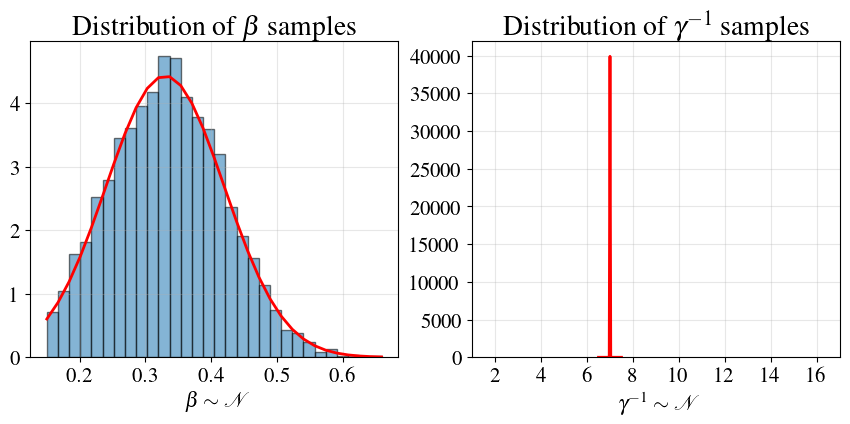 Distribution of β samples
4
3
2
1
0
0.2 0.3 0.4 0.5 0.6
β ~ 𝒩
Distribution of γ⁻¹ samples
40000
35000
30000
25000
20000
15000
10000
5000
0
2 4 6 8 10 12 14 16
γ⁻¹ ~ 𝒩